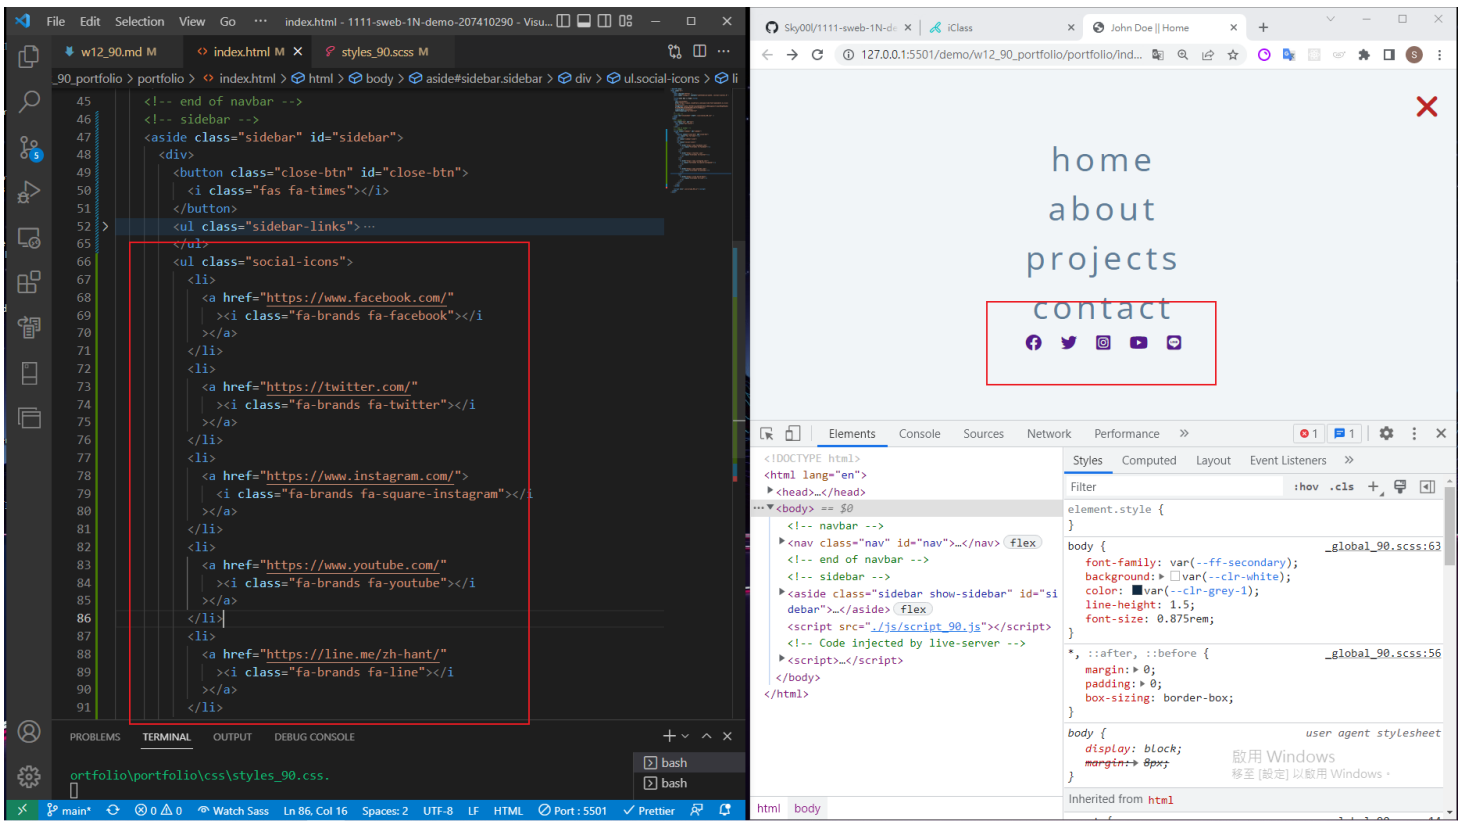 File Edit Selection View Go ··· index.html - 1111-sweb-1N-demo-207410290 - Visu...
w12_90.md M index.html M × styles_90.scss M
_90_portfolio > portfolio > index.html > html > body > aside#sidebar.sidebar > div > ul.social-icons > li
45 <!-- end of navbar -->
46 <!-- sidebar -->
47 <aside class="sidebar" id="sidebar">
48 <div>
49 <button class="close-btn" id="close-btn">
50 <i class="fas fa-times"></i>
51 </button>
52 <ul class="sidebar-links">···
65 </ul>
66 <ul class="social-icons">
67 <li>
68 <a href="https://www.facebook.com/"
69 ><i class="fa-brands fa-facebook"></i
70 ></a>
71 </li>
72 <li>
73 <a href="https://twitter.com/"
74 ><i class="fa-brands fa-twitter"></i
75 ></a>
76 </li>
77 <li>
78 <a href="https://www.instagram.com/">
79 <i class="fa-brands fa-square-instagram"></i
80 ></a>
81 </li>
82 <li>
83 <a href="https://www.youtube.com/"
84 ><i class="fa-brands fa-youtube"></i
85 ></a>
86 </li>
87 <li>
88 <a href="https://line.me/zh-hant/"
89 ><i class="fa-brands fa-line"></i
90 ></a>
91 </li>
PROBLEMS TERMINAL OUTPUT DEBUG CONSOLE
ortfolio\portfolio\css\styles_90.css.
bash
bash
main* 0 0 Watch Sass Ln 86, Col 16 Spaces: 2 UTF-8 LF HTML Port : 5501 Prettier
Sky00l/1111-sweb-1N-de × iClass × John Doe || Home ×
127.0.0.1:5501/demo/w12_90_portfolio/portfolio/ind... S
home
about
projects
contact
Elements Console Sources Network Performance » 1 1
<!DOCTYPE html>
<html lang="en">
<head>…</head>
<body> == $0
<!-- navbar -->
<nav class="nav" id="nav">…</nav> flex
<!-- end of navbar -->
<!-- sidebar -->
<aside class="sidebar show-sidebar" id="si
debar">…</aside> flex
<script src="./js/script_90.js"></script>
<!-- Code injected by live-server -->
<script>…</script>
</body>
</html>
html body
Styles Computed Layout Event Listeners »
Filter :hov .cls
element.style {
}
body { _global_90.scss:63
font-family: var(--ff-secondary);
background: var(--clr-white);
color: var(--clr-grey-1);
line-height: 1.5;
font-size: 0.875rem;
}
*, ::after, ::before { _global_90.scss:56
margin: 0;
padding: 0;
box-sizing: border-box;
}
body { user agent stylesheet
display: block;
margin: 8px;
}
啟用 Windows
移至 [設定] 以啟用 Windows。
Inherited from html